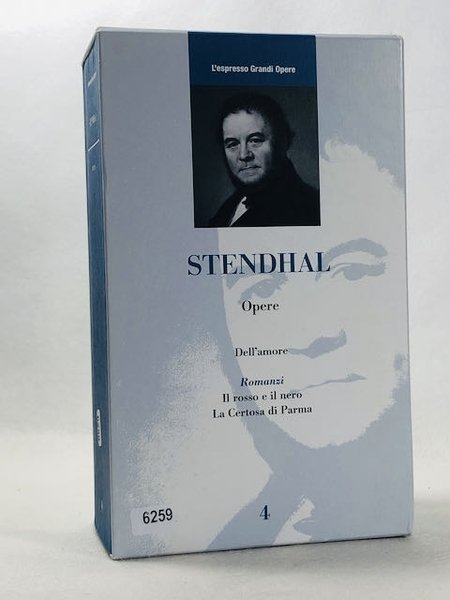 L'espresso Grandi Opere
STENDHAL
Opere
Dell'amore
Romanzi
Il rosso e il nero
La Certosa di Parma
6259
4